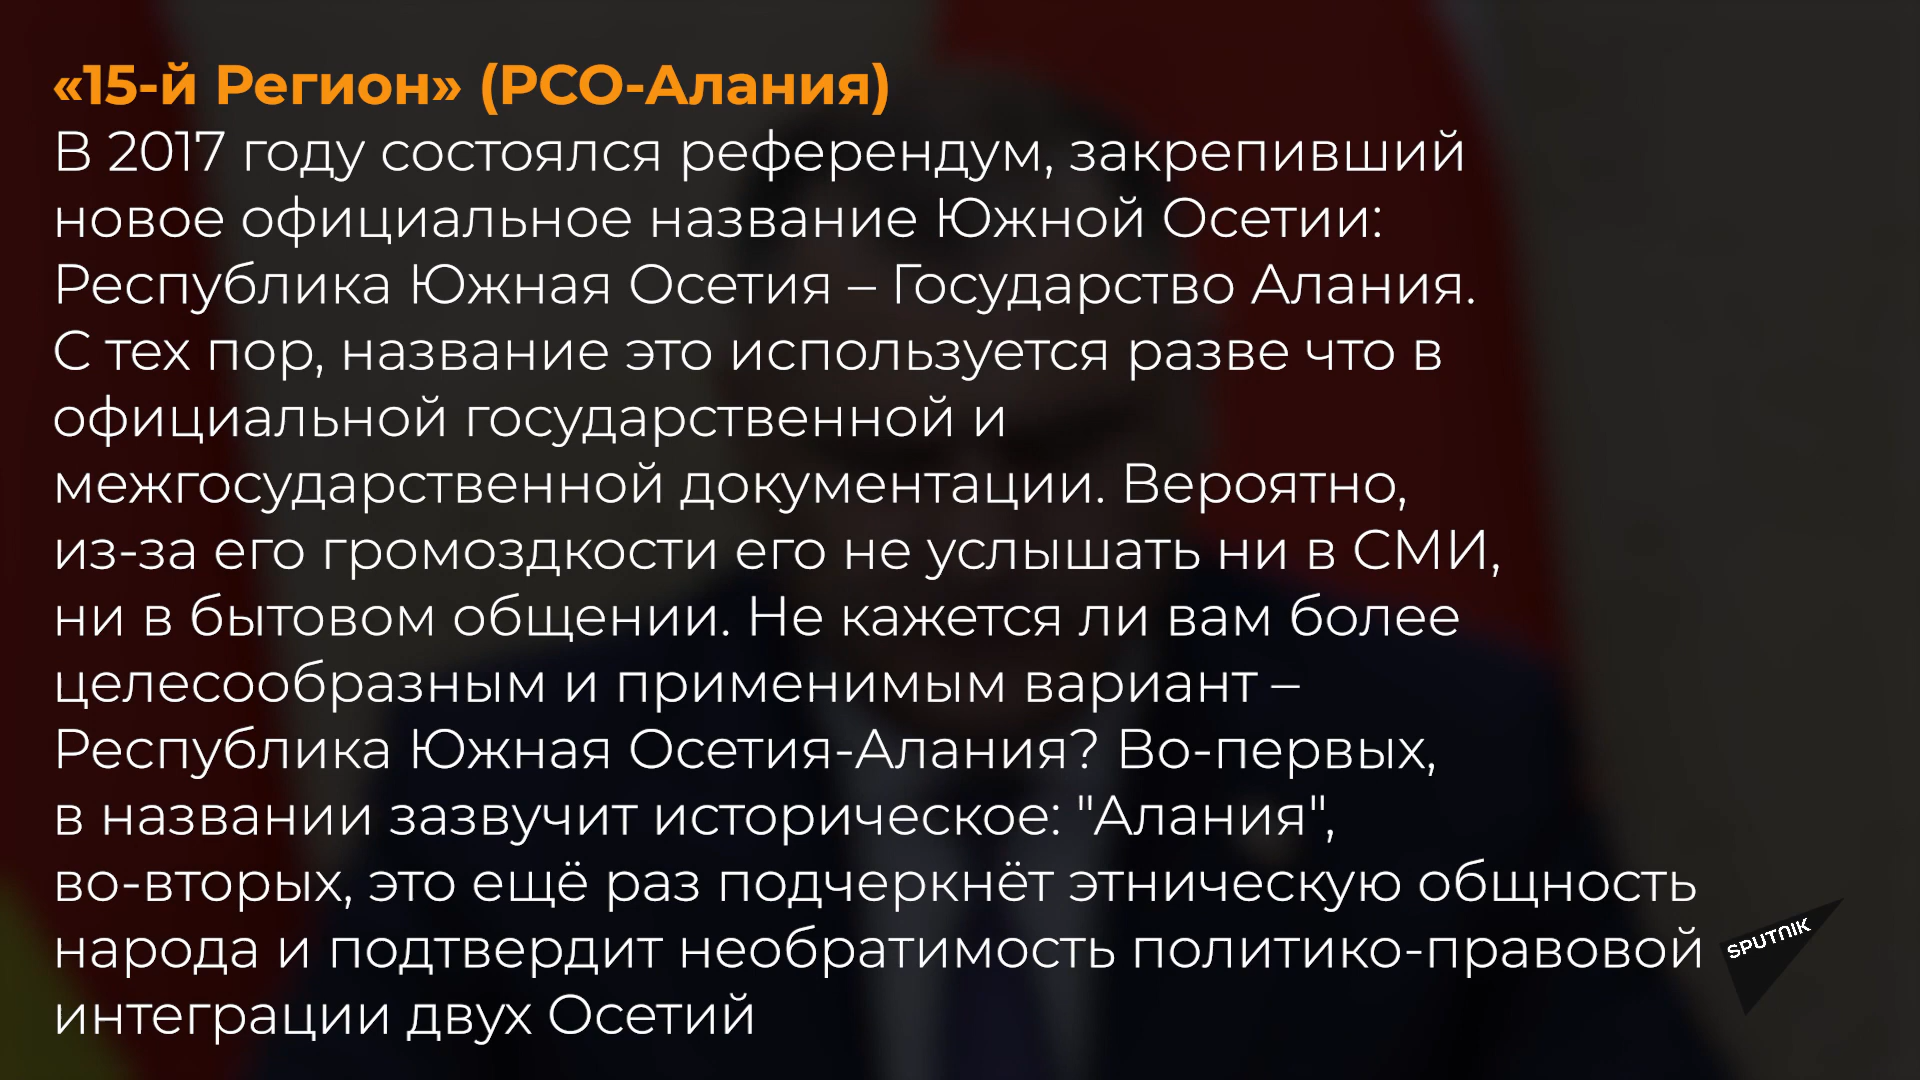 «15-й Регион» (РСО-Алания)
В 2017 году состоялся референдум, закрепивший
новое официальное название Южной Осетии:
Республика Южная Осетия – Государство Алания.
С тех пор, название это используется разве что в
официальной государственной и
межгосударственной документации. Вероятно,
из-за его громоздкости его не услышать ни в СМИ,
ни в бытовом общении. Не кажется ли вам более
целесообразным и применимым вариант –
Республика Южная Осетия-Алания? Во-первых,
в названии зазвучит историческое: "Алания",
во-вторых, это ещё раз подчеркнёт этническую общность
народа и подтвердит необратимость политико-правовой
интеграции двух Осетий
SPUTNIK